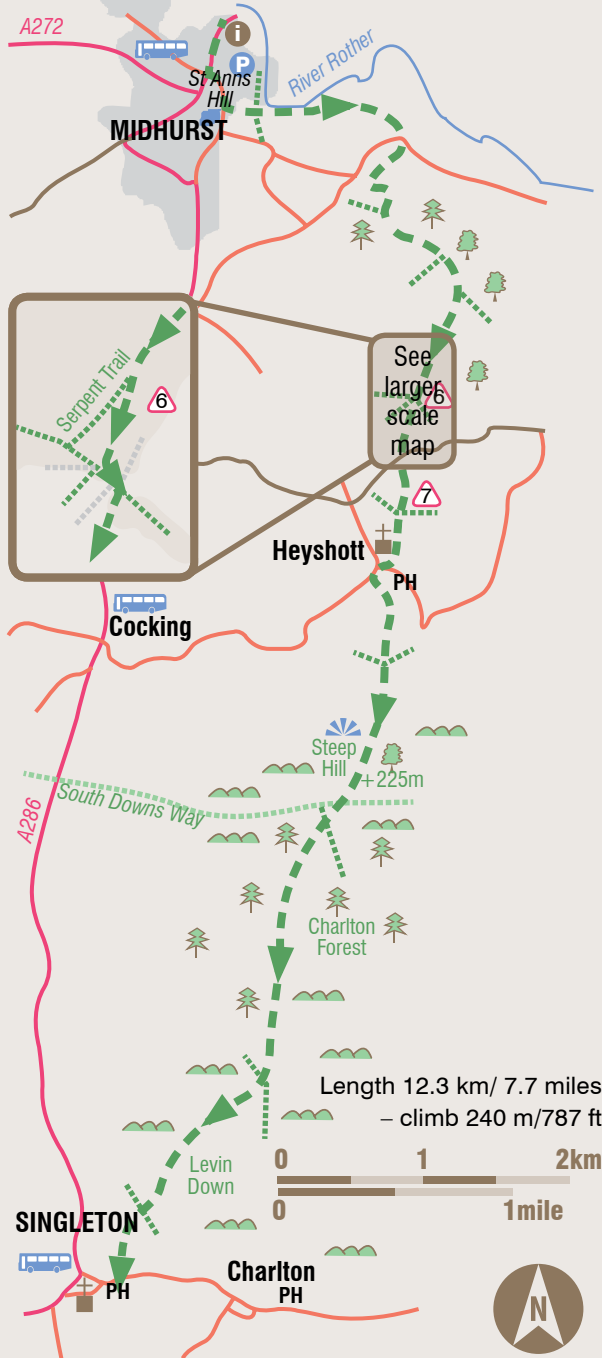 A272
i
P
St Anns
Hill
River Rother
MIDHURST
See
larger
scale
map
6
Serpent Trail
6
7
Heyshott
PH
Cocking
Steep
Hill
+225m
South Downs Way
A286
Charlton
Forest
Length 12.3 km/ 7.7 miles
– climb 240 m/787 ft
Levin
Down
0 1 2km
0 1mile
SINGLETON
PH
Charlton
PH
N